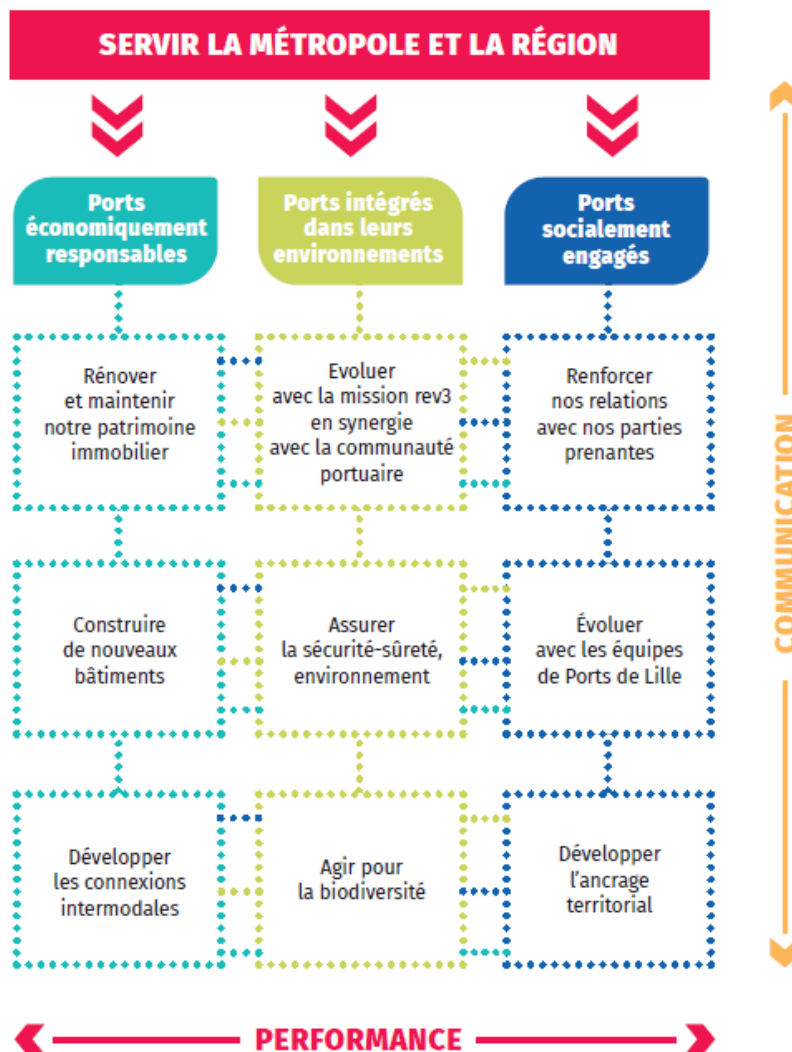 SERVIR LA MÉTROPOLE ET LA RÉGION
Ports
économiquement
responsables
Ports intégrés
dans leurs
environnements
Ports
socialement
engagés
Rénover
et maintenir
notre patrimoine
immobilier
Evoluer
avec la mission rev3
en synergie
avec la communauté
portuaire
Renforcer
nos relations
avec nos parties
prenantes
Construire
de nouveaux
bâtiments
Assurer
la sécurité-sûreté,
environnement
Évoluer
avec les équipes
de Ports de Lille
Développer
les connexions
intermodales
Agir pour
la biodiversité
Développer
l'ancrage
territorial
COMMUNICATION
PERFORMANCE